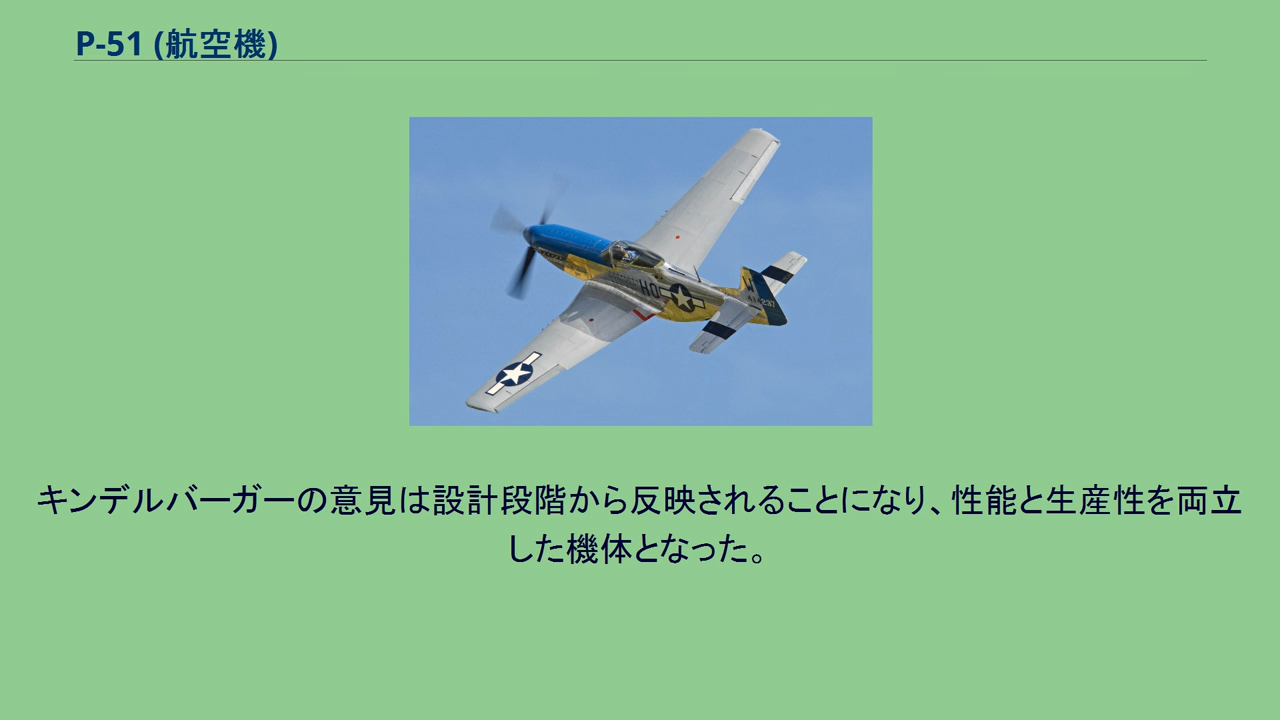 P-51 (航空機)
HO
W
キンデルバーガーの意見は設計段階から反映されることになり、性能と生産性を両立
した機体となった。